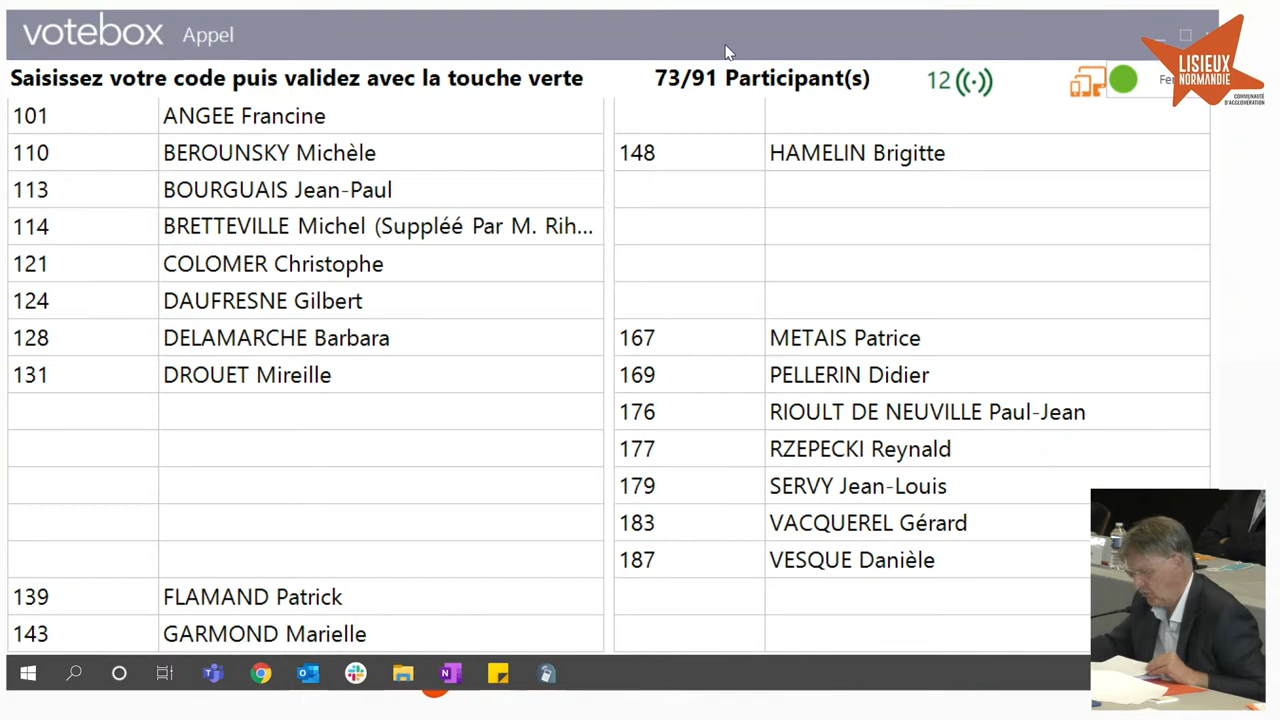 votebox Appel
Saisissez votre code puis validez avec la touche verte 73/91 Participant(s) 12
LISIEUX
NORMANDIE
COMMUNAUTÉ
D'AGGLOMÉRATION
101 ANGEE Francine
110 BEROUNSKY Michèle
113 BOURGUAIS Jean-Paul
114 BRETTEVILLE Michel (Suppléé Par M. Rih...
121 COLOMER Christophe
124 DAUFRESNE Gilbert
128 DELAMARCHE Barbara
131 DROUET Mireille
139 FLAMAND Patrick
143 GARMOND Marielle
148 HAMELIN Brigitte
167 METAIS Patrice
169 PELLERIN Didier
176 RIOULT DE NEUVILLE Paul-Jean
177 RZEPECKI Reynald
179 SERVY Jean-Louis
183 VACQUEREL Gérard
187 VESQUE Danièle